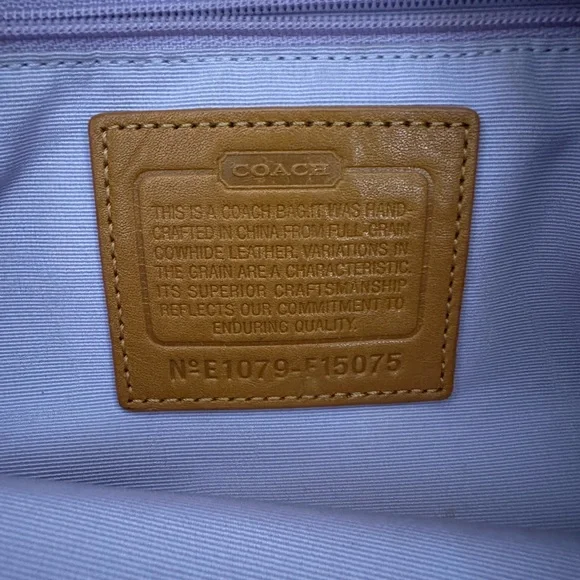 COACH
THIS IS A COACH BAG.IT WAS HAND-
CRAFTED IN CHINA FROM FULL-GRAIN
COWHIDE LEATHER. VARIATIONS IN
THE GRAIN ARE A CHARACTERISTIC.
ITS SUPERIOR CRAFTSMANSHIP
REFLECTS OUR COMMITMENT TO
ENDURING QUALITY.
NºE1079-F15075